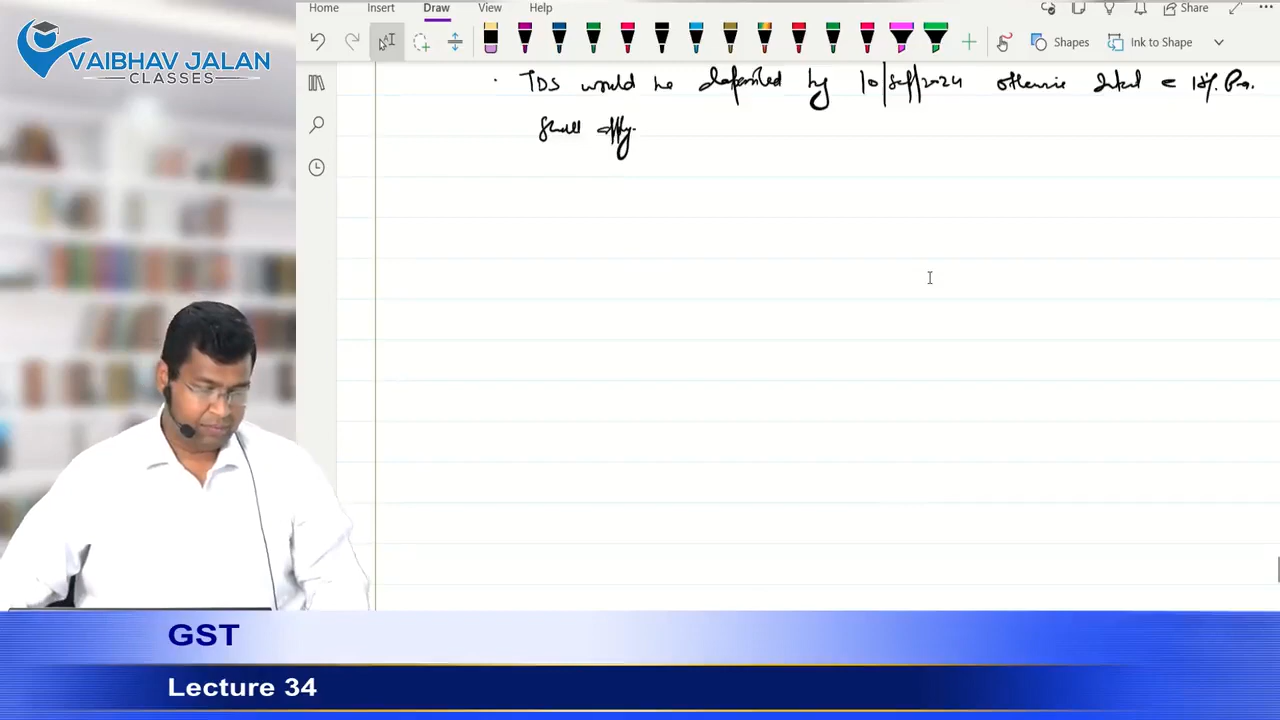 Home Insert Draw View Help Share
VAIBHAV JALAN
CLASSES
Shapes Ink to Shape
TDS would be deposited by 10/Sep/2024 otherwise Interest @ 18% P.a.
shall apply.
GST
Lecture 34